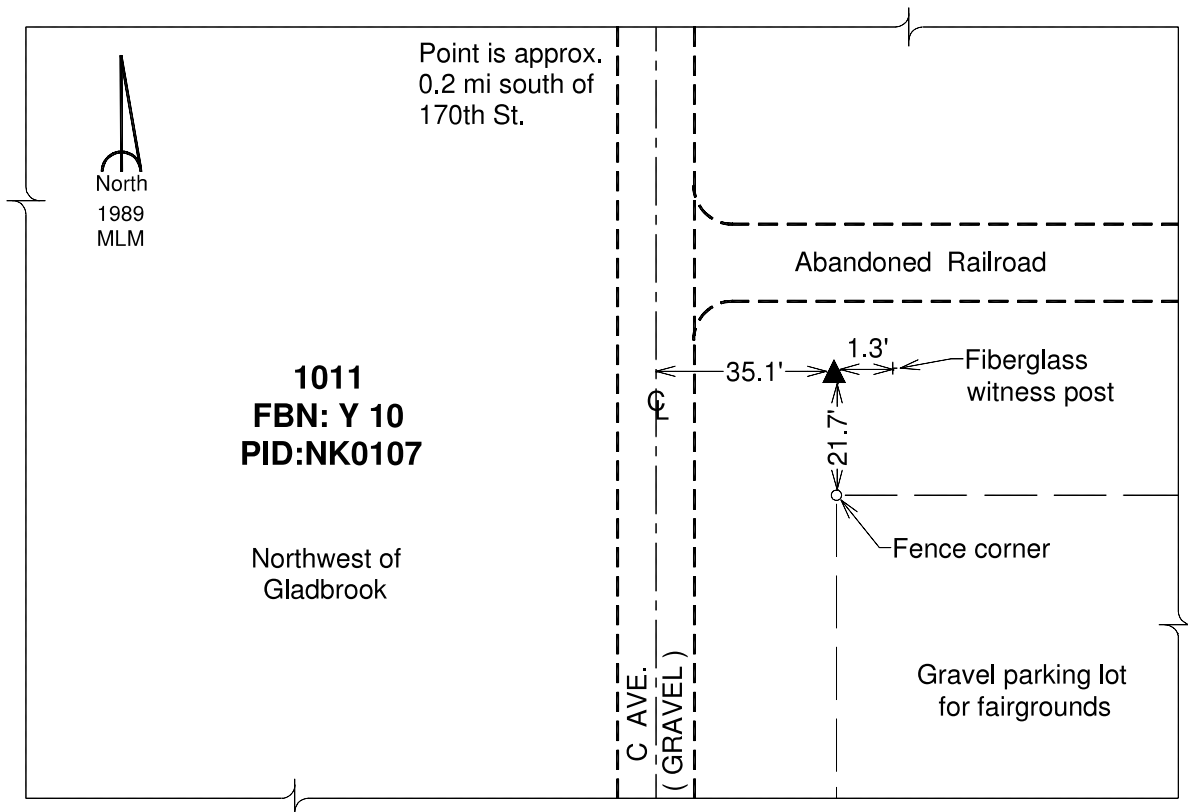 Point is approx.
0.2 mi south of
170th St.
North
1989
MLM
Abandoned Railroad
35.1'
1.3'
Fiberglass
witness post
℄
21.7'
1011
FBN: Y 10
PID:NK0107
Fence corner
Northwest of
Gladbrook
C AVE.
( GRAVEL )
Gravel parking lot
for fairgrounds